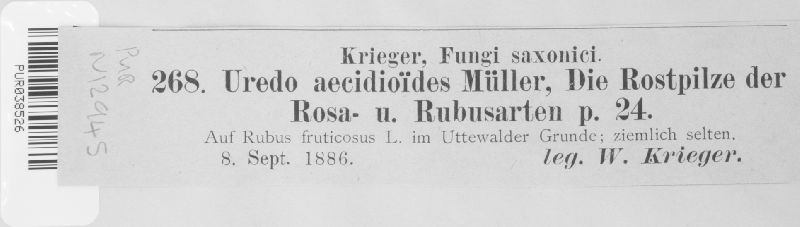 Krieger, Fungi saxonici.
268. Uredo aecidioïdes Müller, Die Rostpilze der
Rosa- u. Rubusarten p. 24.
Auf Rubus fruticosus L. im Uttewalder Grunde; ziemlich selten.
8. Sept. 1886. leg. W. Krieger.
PUR038526
PUR
N12945